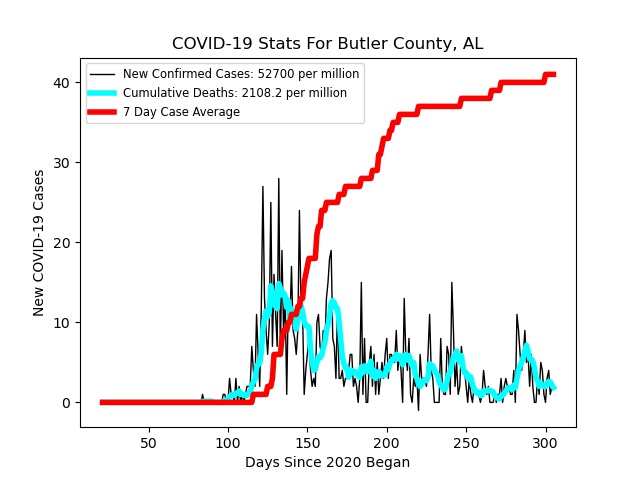 COVID-19 Stats For Butler County, AL
New Confirmed Cases: 52700 per million
Cumulative Deaths: 2108.2 per million
7 Day Case Average
New COVID-19 Cases
40
30
20
10
0
50 100 150 200 250 300
Days Since 2020 Began